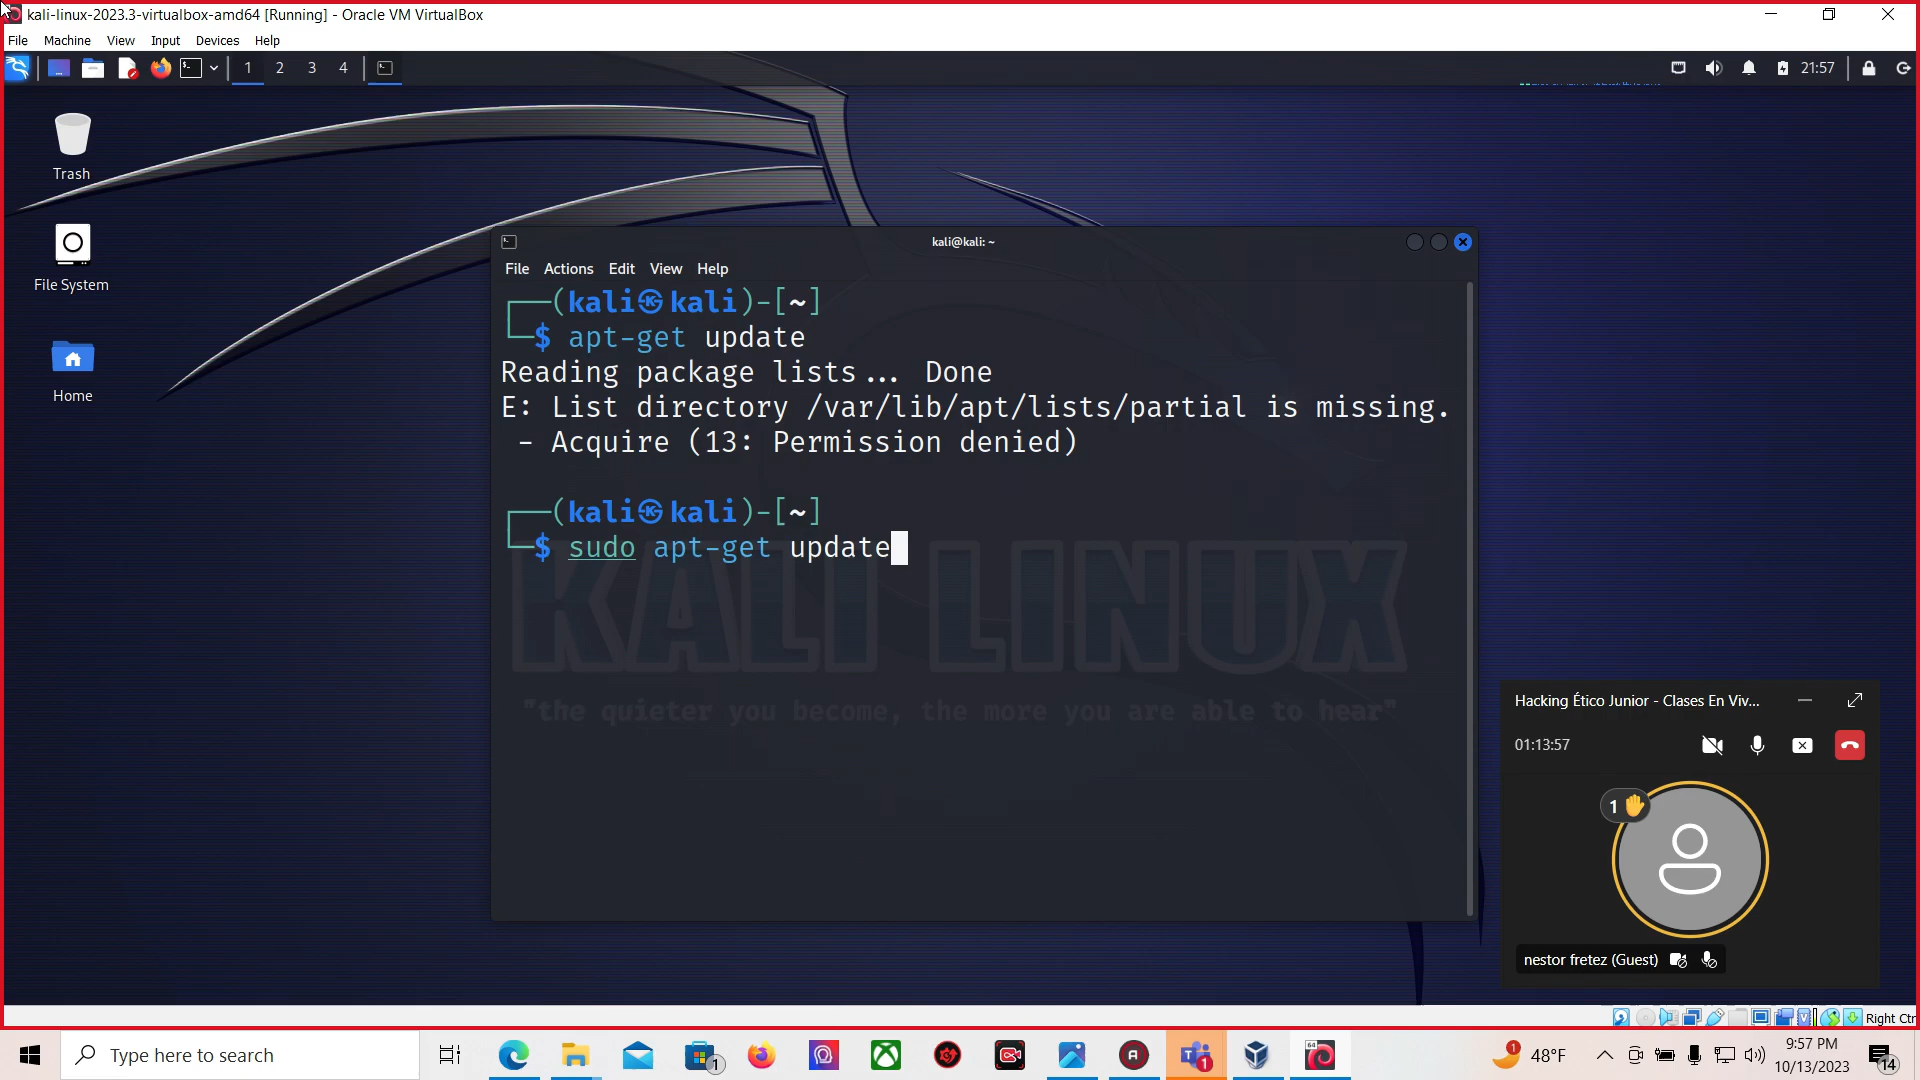 kali-linux-2023.3-virtualbox-amd64 [Running] - Oracle VM VirtualBox
File Machine View Input Devices Help
1 2 3 4
21:57
Trash
File System
Home
kali@kali: ~
File Actions Edit View Help
┌──(kali㉿kali)-[~]
└─$ apt-get update
Reading package lists... Done
E: List directory /var/lib/apt/lists/partial is missing.
- Acquire (13: Permission denied)
┌──(kali㉿kali)-[~]
└─$ sudo apt-get update
KALI LINUX
"the quieter you become, the more you are able to hear"
Hacking Ético Junior - Clases En Viv...
01:13:57
1
nestor fretez (Guest)
Right Ctr
Type here to search
1
64
1
1
48°F
9:57 PM
10/13/2023
14